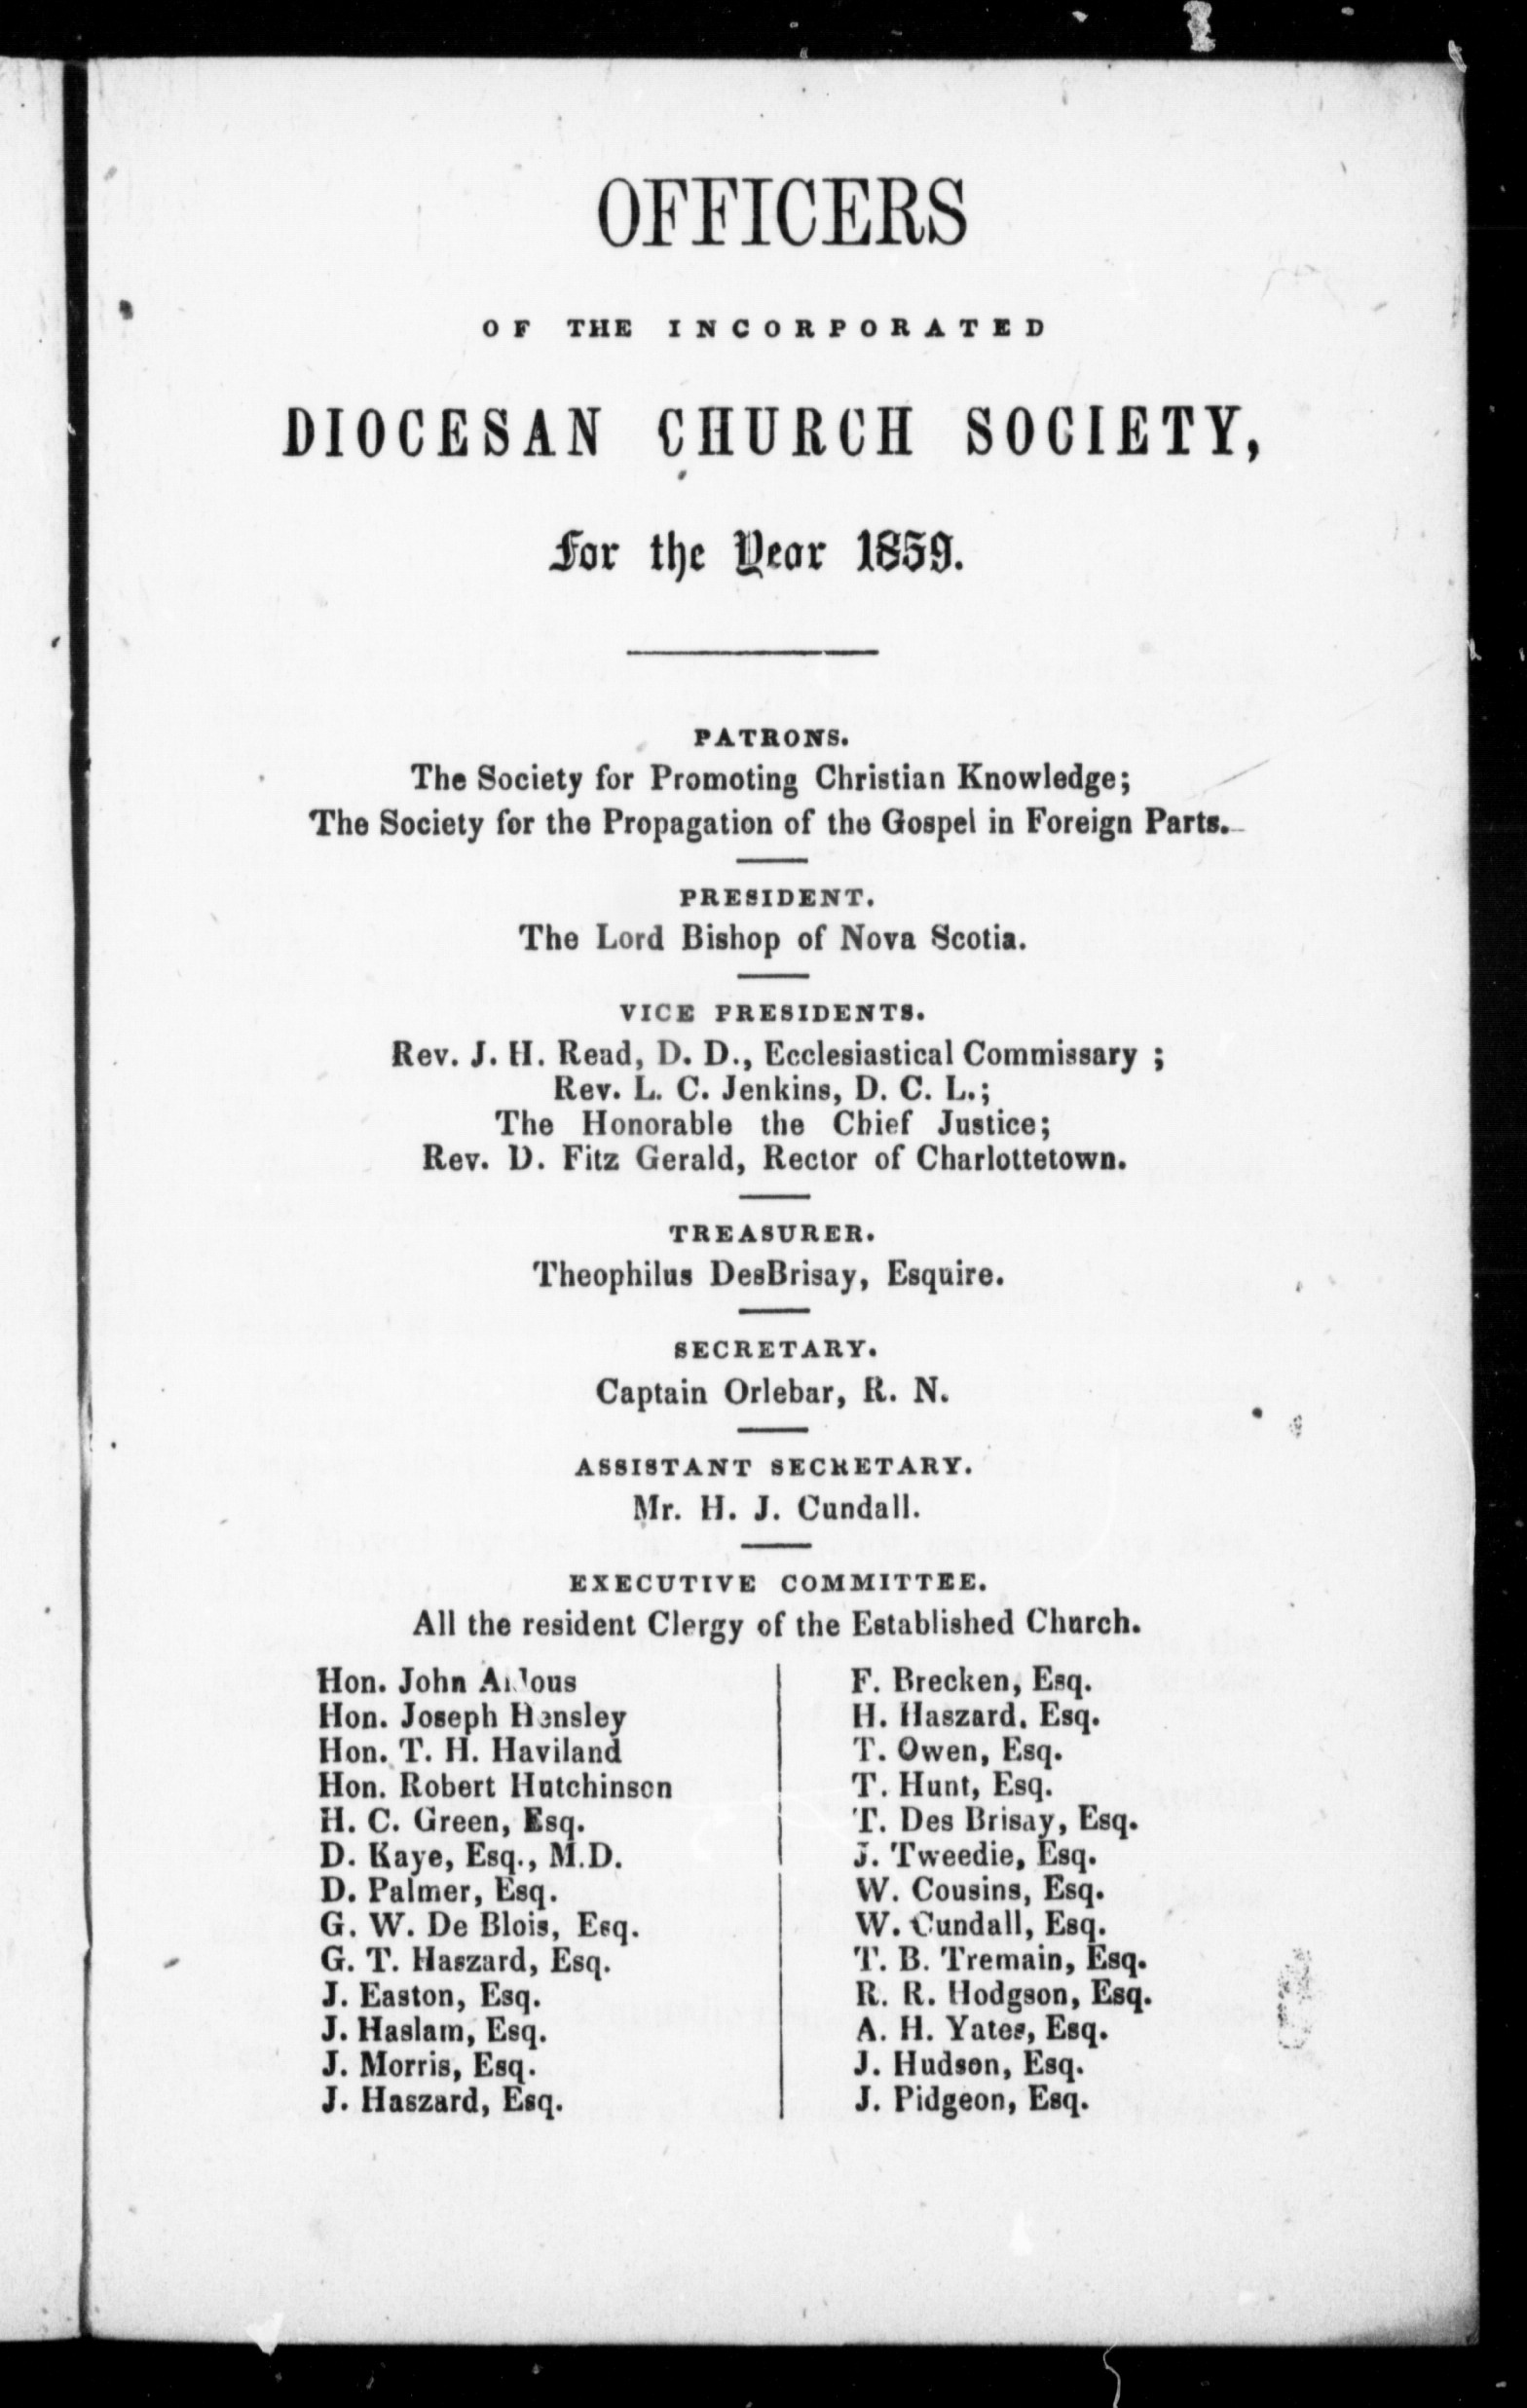 OFFICERS
OF THE INCORPORATED
DIOCESAN CHURCH SOCIETY,
For the Year 1859.
PATRONS.
The Society for Promoting Christian Knowledge;
The Society for the Propagation of the Gospel in Foreign Parts.
PRESIDENT.
The Lord Bishop of Nova Scotia.
VICE PRESIDENTS.
Rev. J. H. Read, D. D., Ecclesiastical Commissary ;
Rev. L. C. Jenkins, D. C. L.;
The Honorable the Chief Justice;
Rev. D. Fitz Gerald, Rector of Charlottetown.
TREASURER.
Theophilus DesBrisay, Esquire.
SECRETARY.
Captain Orlebar, R. N.
ASSISTANT SECRETARY.
Mr. H. J. Cundall.
EXECUTIVE COMMITTEE.
All the resident Clergy of the Established Church.
Hon. John
Hon. Joseph Hensley
Hon. T. H. Haviland
Hon. Robert Hutchinson
H. C. Green, Esq.
D. Kaye, Esq., M.D.
D. Palmer, Esq.
G. W. De Blois, Esq.
G. T. Haszard, Esq.
J. Easton, Esq.
J. Haslam, Esq.
J. Morris, Esq.
J. Haszard, Esq.
F. Brecken, Esq.
H. Haszard. Esq.
T. Owen, Esq.
T. Hunt, Esq.
T. Des Brisay, Esq.
J. Tweedie, Esq.
W. Cousins, Esq.
W. Cundall, Esq.
T. B. Tremain, Esq.
R. R. Hodgson, Esq.
A. H. Yates, Esq.
J. Hudson, Esq.
J. Pidgeon, Esq.